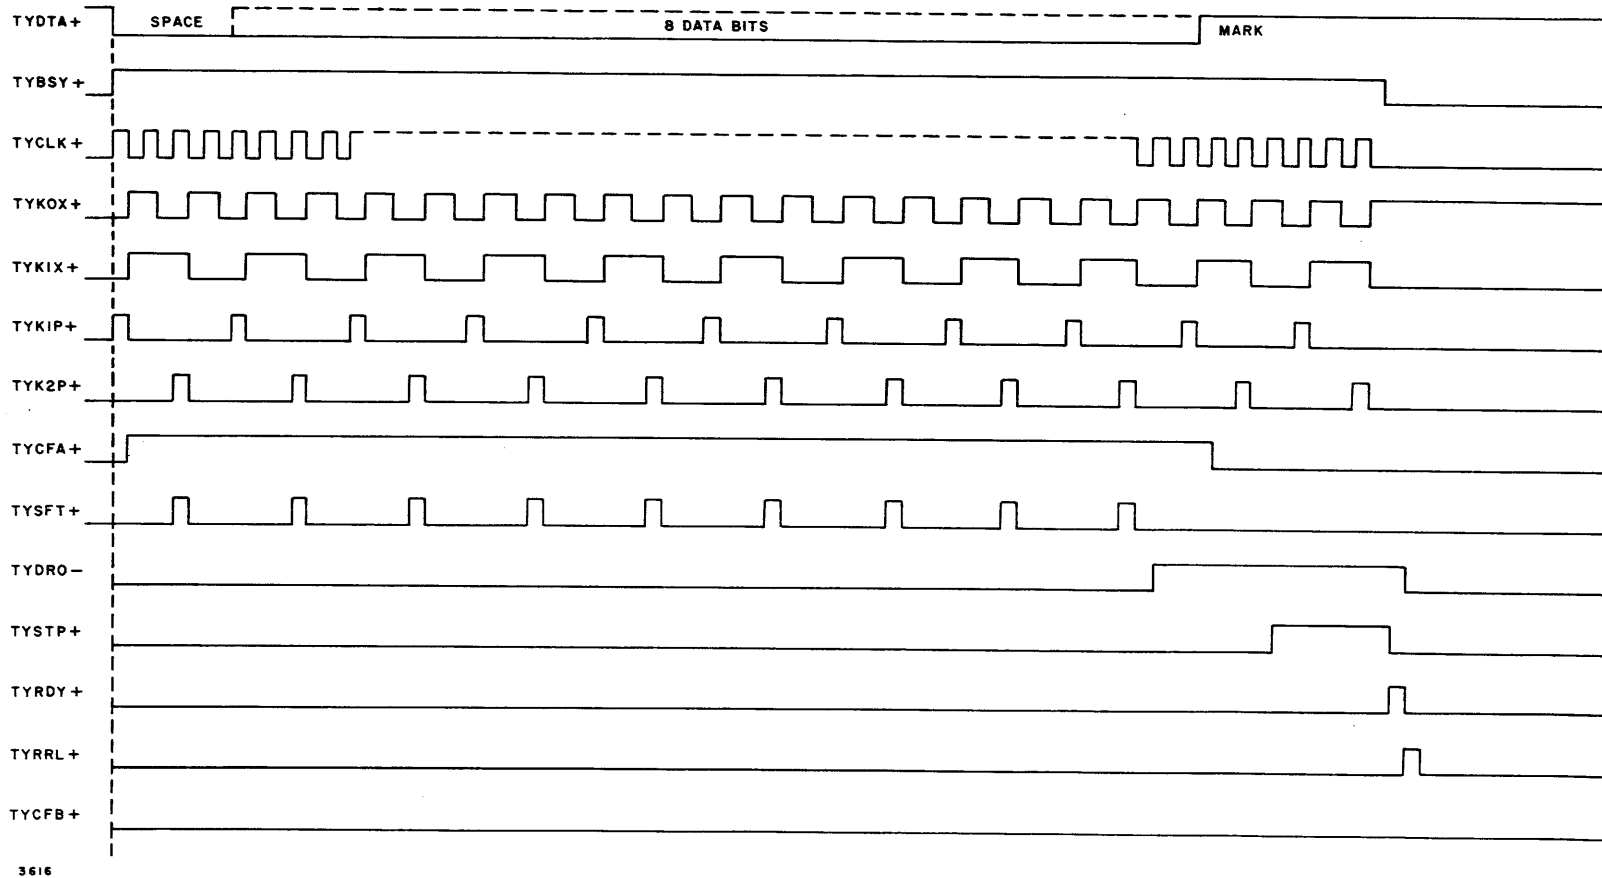 TYDTA+ SPACE 8 DATA BITS MARK
TYBSY+
TYCLK+
TYKOX+
TYKIX+
TYKIP+
TYK2P+
TYCFA+
TYSFT+
TYDRO−
TYSTP+
TYRDY+
TYRRL+
TYCFB+
3616